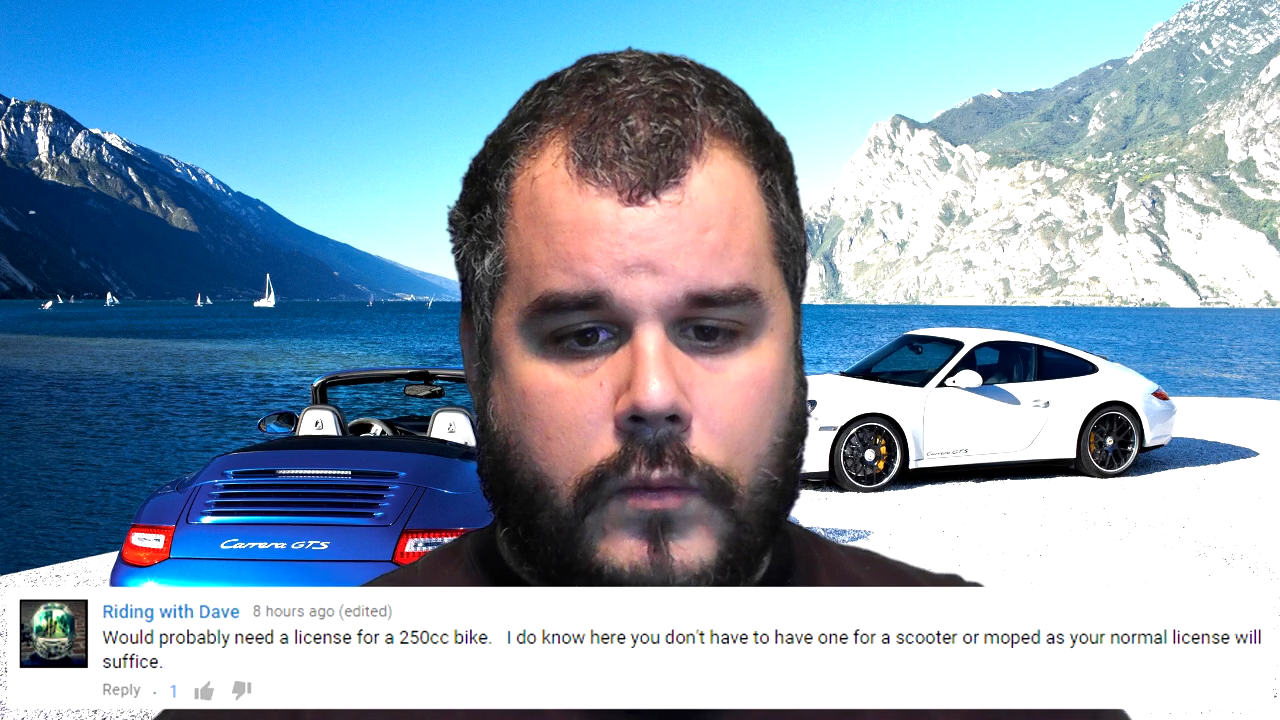 Carrera GTS
Carrera GTS
Riding with Dave 8 hours ago (edited)
Would probably need a license for a 250cc bike. I do know here you don't have to have one for a scooter or moped as your normal license will
suffice.
Reply . 1